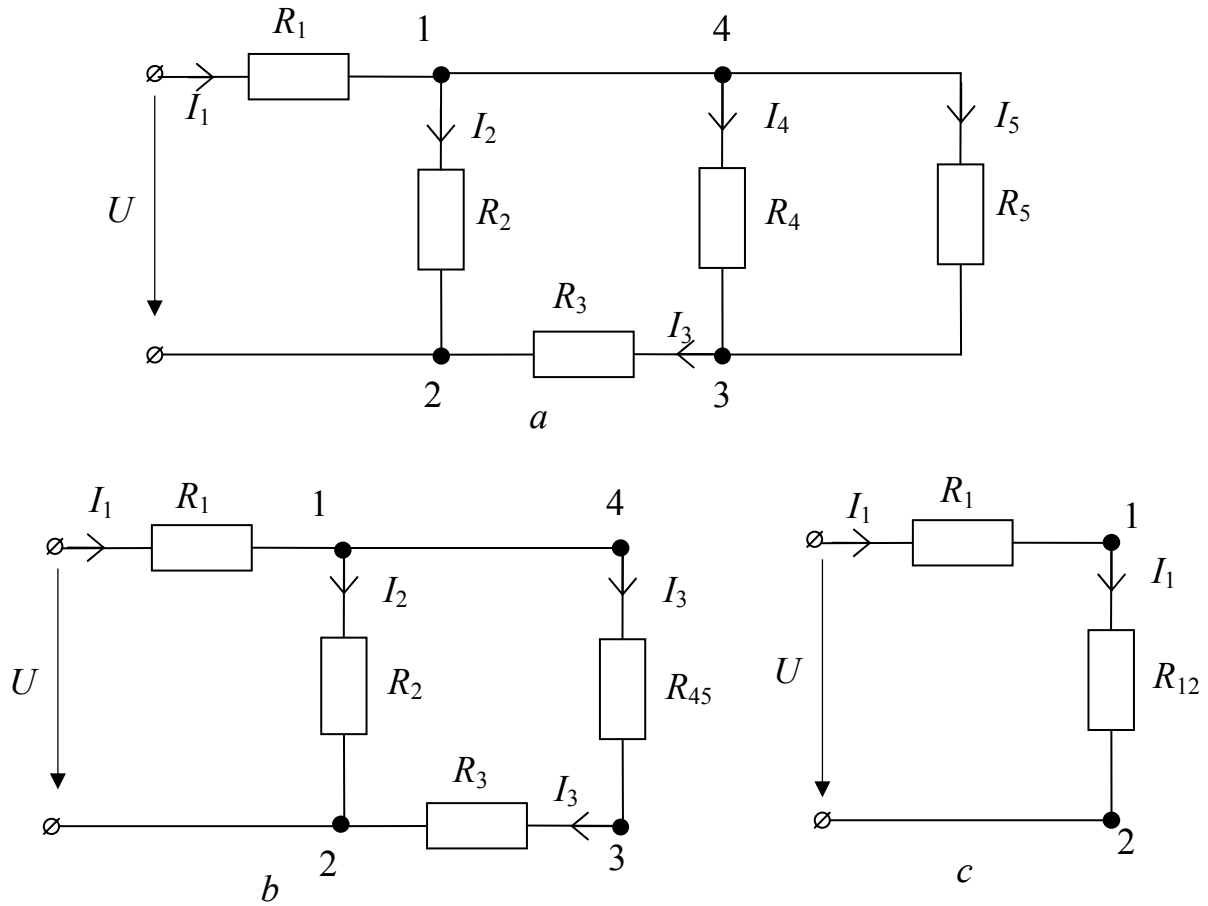 R₁ 1 4
I₁ I₂ I₄ I₅
U R₂ R₄ R₅
R₃ I₃
2 3
a
I₁ R₁ 1 4
I₂ I₃
U R₂ R₄₅
R₃ I₃
2 3
b
I₁ R₁ 1
I₁
U R₁₂
2
c